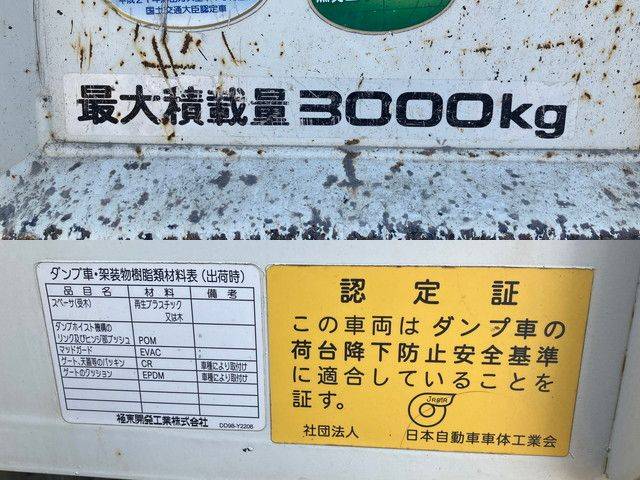 国土交通大臣認定車
最大積載量3000kg
ダンプ車・架装物樹脂類材料表（出荷時）
品目名 材料 備考
スペーサ(受木) 再生プラスチック
又は木
ダンプホイスト機構の
リンク及びヒンジ部ブッシュ POM
マッドガード EVAC
ゲート、天蓋等のパッキン CR 車種により取付け
ゲートのクッション EPDM 車種により取付け
極東開発工業株式会社 DD98-Y2206
認定証
この車両はダンプ車の
荷台降下防止安全基準
に適合していることを
証す。
JABIA
社団法人 日本自動車車体工業会